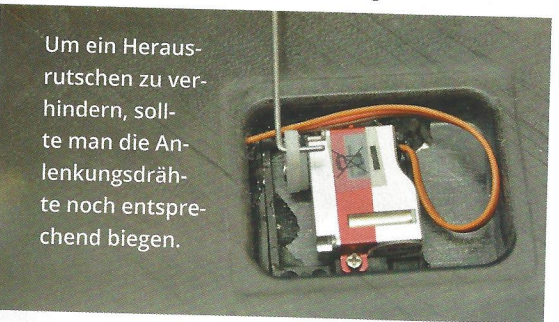 Um ein Heraus-
rutschen zu ver-
hindern, soll-
te man die An-
lenkungsdräh-
te noch entspre-
chend biegen.